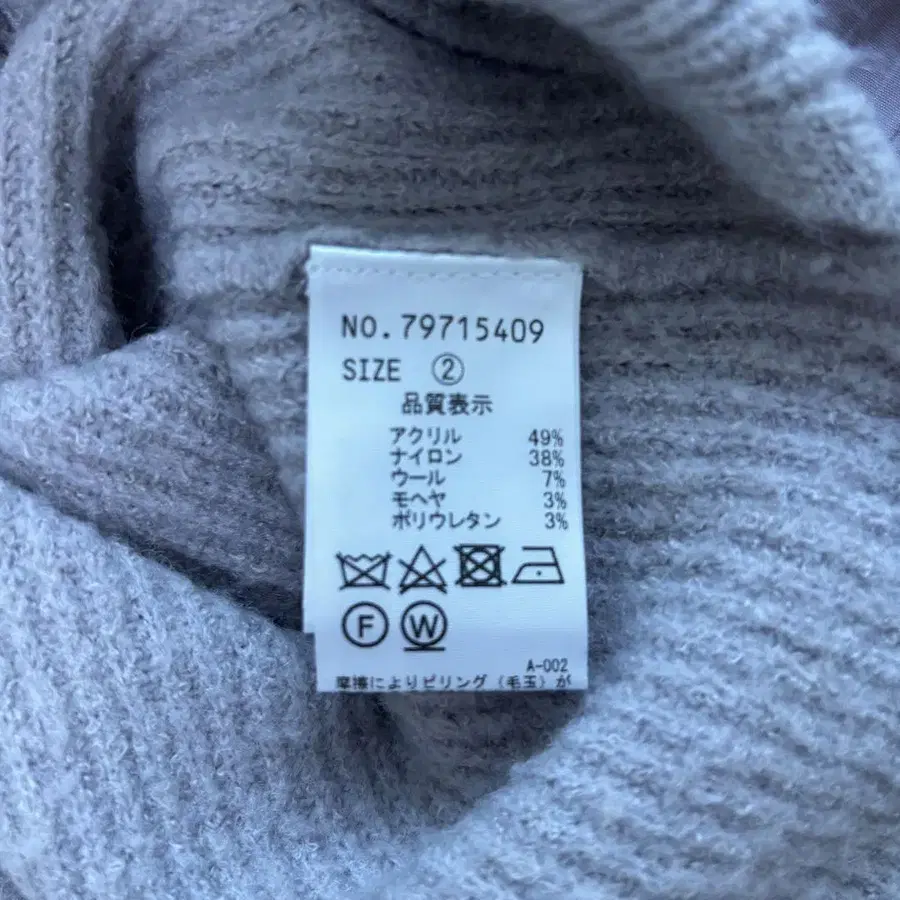 NO.79715409
SIZE ②
品質表示
アクリル 49%
ナイロン 38%
ウール 7%
モヘヤ 3%
ポリウレタン 3%
F W
A-002
摩擦によりピリング(毛玉)が